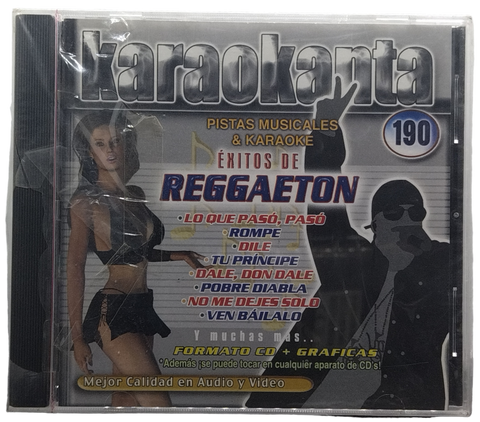 karaokanta
PISTAS MUSICALES
& KARAOKE
190
ÉXITOS DE
REGGAETON
• LO QUE PASÓ, PASÓ
• ROMPE
• DILE
• TU PRÍNCIPE
• DALE, DON DALE
• POBRE DIABLA
• NO ME DEJES SOLO
• VEN BÁILALO
Y muchas más..
FORMATO CD + GRAFICAS
*Además ¡se puede tocar en cualquier aparato de CD's!
Mejor Calidad en Audio y Video